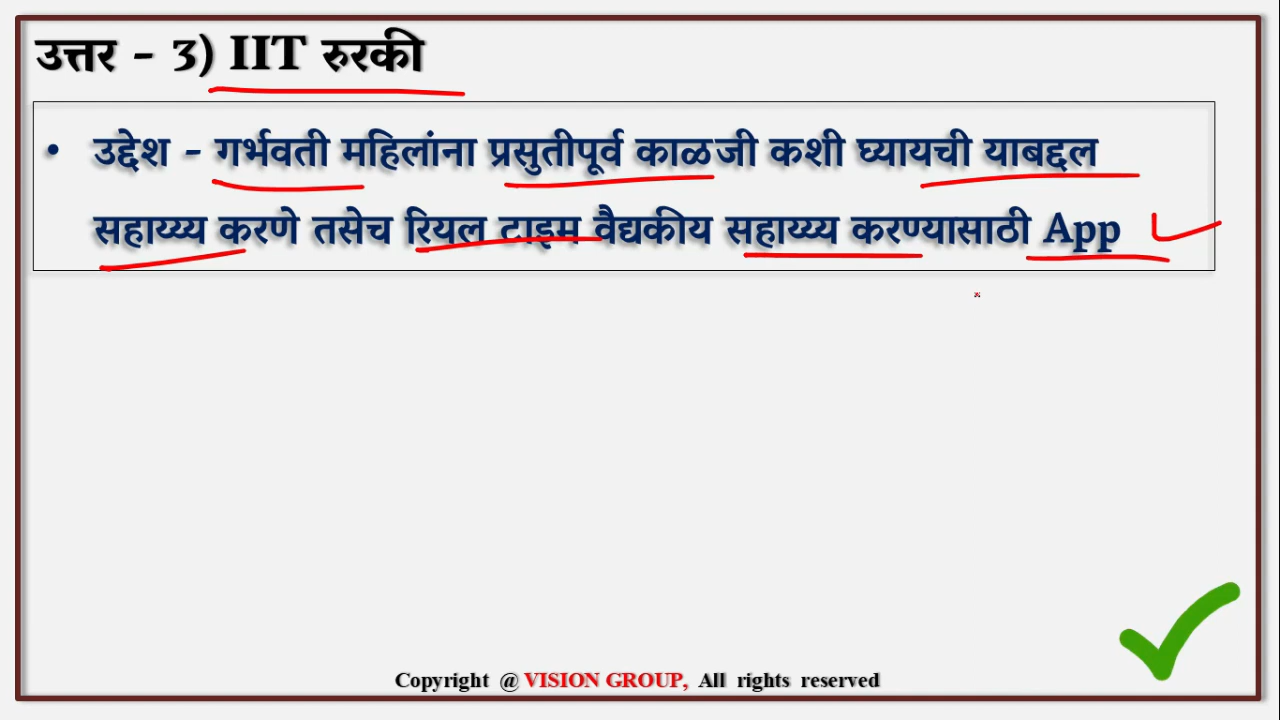 उत्तर - 3) IIT रुरकी
• उद्देश - गर्भवती महिलांना प्रसुतीपूर्व काळजी कशी घ्यायची याबद्दल
सहाय्य्य करणे तसेच रियल टाइम वैद्यकीय सहाय्य्य करण्यासाठी App
Copyright @ VISION GROUP, All rights reserved